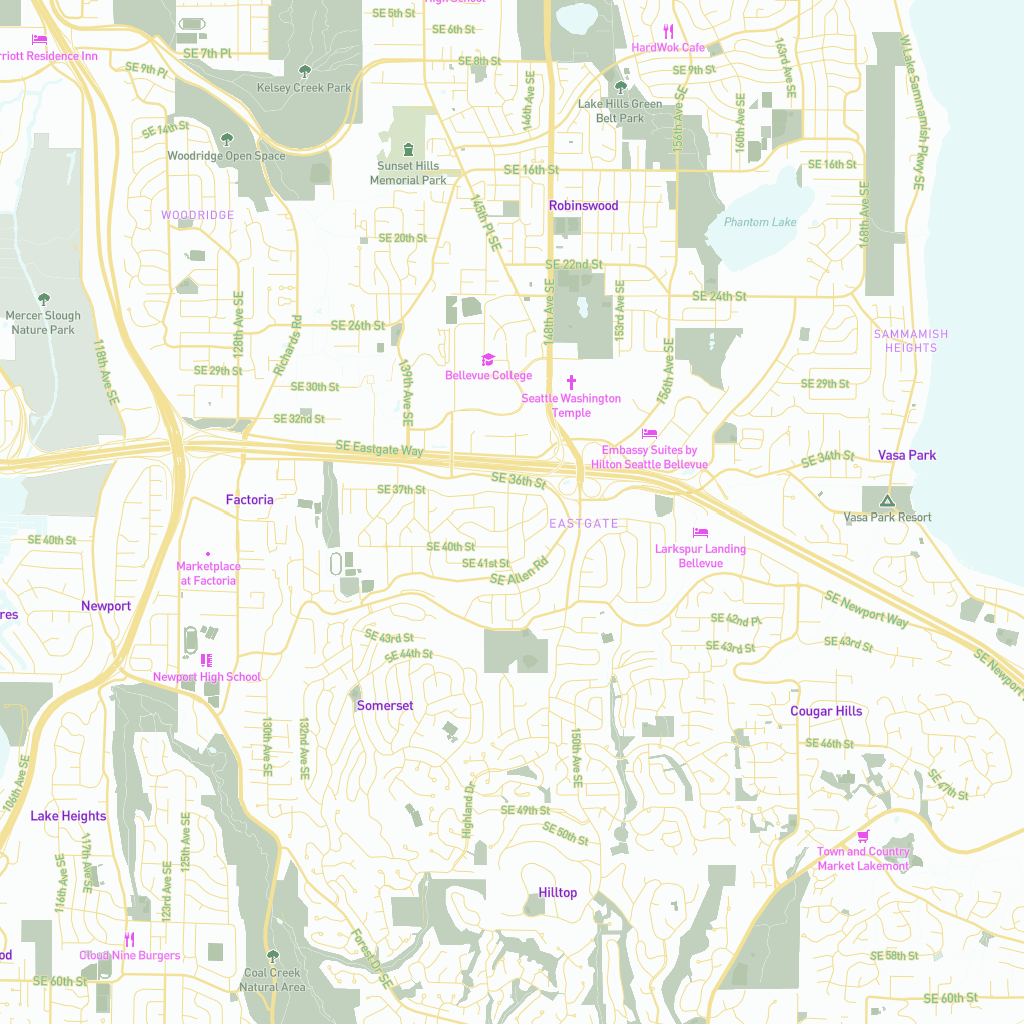 High School
SE 5th St
SE 6th St
HardWok Cafe
163rd Ave SE
W Lake Sammamish Pkwy SE
Marriott Residence Inn
SE 7th Pl
SE 8th St
SE 9th Pl
SE 9th St
Kelsey Creek Park
146th Ave SE
Lake Hills Green
Belt Park
156th Ave SE
160th Ave SE
SE 14th St
Woodridge Open Space
Sunset Hills
Memorial Park
SE 16th St
SE 16th St
WOODRIDGE
145th Pl SE
Robinswood
168th Ave SE
Phantom Lake
SE 20th St
SE 22nd St
SE 24th St
Mercer Slough
Nature Park
128th Ave SE
Richards Rd
SE 26th St
148th Ave SE
153rd Ave SE
SAMMAMISH
HEIGHTS
118th Ave SE
SE 29th St
SE 30th St
139th Ave SE
Bellevue College
Seattle Washington
Temple
156th Ave SE
SE 29th St
SE 32nd St
SE Eastgate Way
Embassy Suites by
Hilton Seattle Bellevue
SE 34th St
Vasa Park
SE 36th St
SE 37th St
Factoria
EASTGATE
Vasa Park Resort
SE 40th St
SE 40th St
SE 41st St
SE Allen Rd
Larkspur Landing
Bellevue
Marketplace
at Factoria
Newport
res
SE 42nd Pl
SE Newport Way
SE 43rd St
SE 43rd St
SE 43rd St
SE 44th St
SE Newport
Newport High School
Somerset
Cougar Hills
130th Ave SE
132nd Ave SE
150th Ave SE
SE 46th St
SE 47th St
106th Ave SE
Lake Heights
Highland Dr
SE 49th St
SE 50th St
117th Ave SE
125th Ave SE
116th Ave SE
123rd Ave SE
Town and Country
Market Lakemont
Hilltop
Cloud Nine Burgers
od
Forest Dr SE
SE 58th St
Coal Creek
Natural Area
SE 60th St
SE 60th St